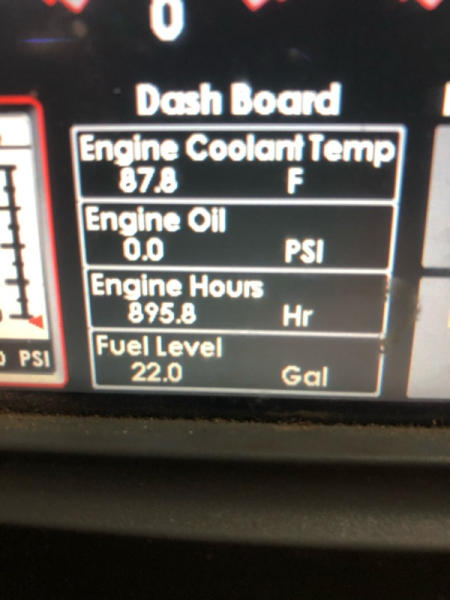 0
Dash Board
Engine Coolant Temp
87.8 F
Engine Oil
0.0 PSI
Engine Hours
895.8 Hr
Fuel Level
22.0 Gal
PSI